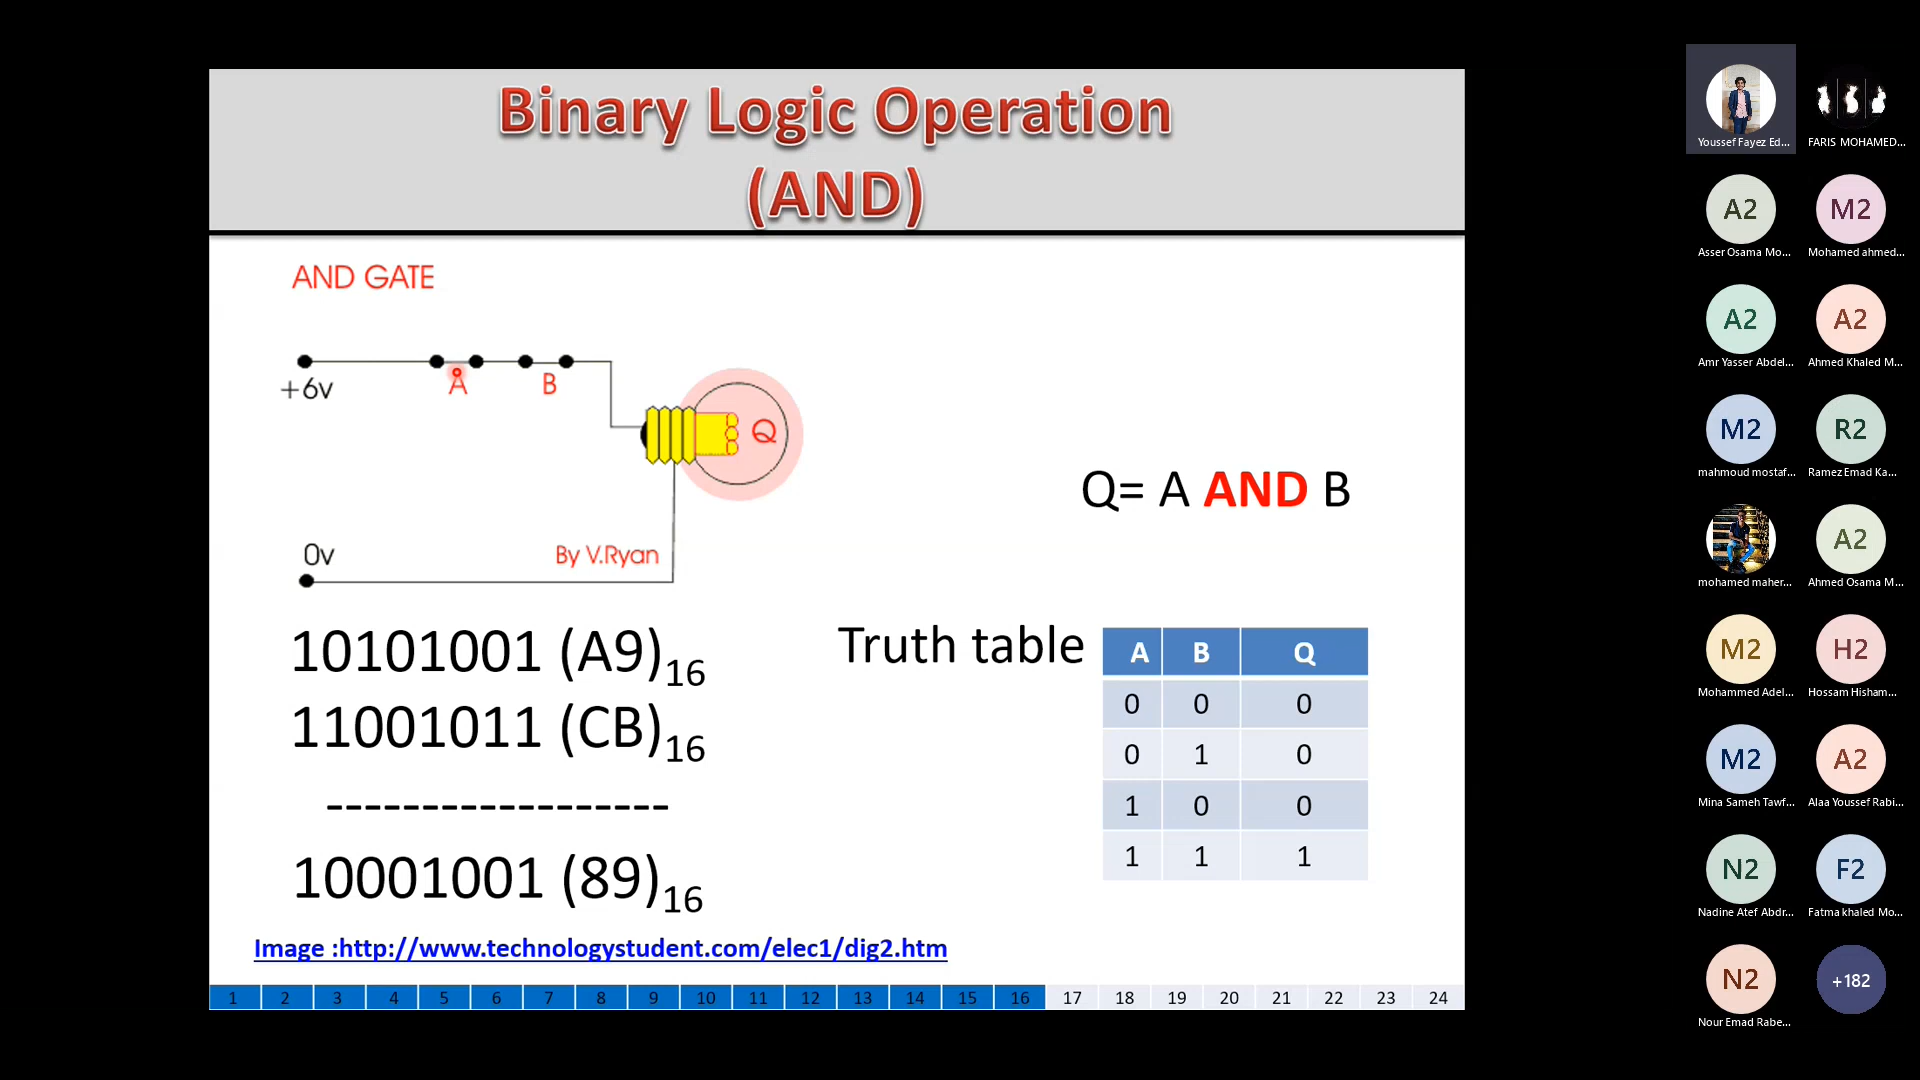 Binary Logic Operation
(AND)
AND GATE
+6v
A
B
Q
0v
By V.Ryan
Q= A AND B
10101001 (A9)16
11001011 (CB)16
------------------
10001001 (89)16
Truth table
A B Q
0 0 0
0 1 0
1 0 0
1 1 1
Image :http://www.technologystudent.com/elec1/dig2.htm
1 2 3 4 5 6 7 8 9 10 11 12 13 14 15 16 17 18 19 20 21 22 23 24
Youssef Fayez Ed...
FARIS MOHAMED...
A2
M2
Asser Osama Mo...
Mohamed ahmed...
A2
A2
Amr Yasser Abdel...
Ahmed Khaled M...
M2
R2
mahmoud mostaf...
Ramez Emad Ka...
A2
mohamed maher...
Ahmed Osama M...
M2
H2
Mohammed Adel...
Hossam Hisham...
M2
A2
Mina Sameh Tawf...
Alaa Youssef Rabi...
N2
F2
Nadine Atef Abdr...
Fatma khaled Mo...
N2
+182
Nour Emad Rabe...